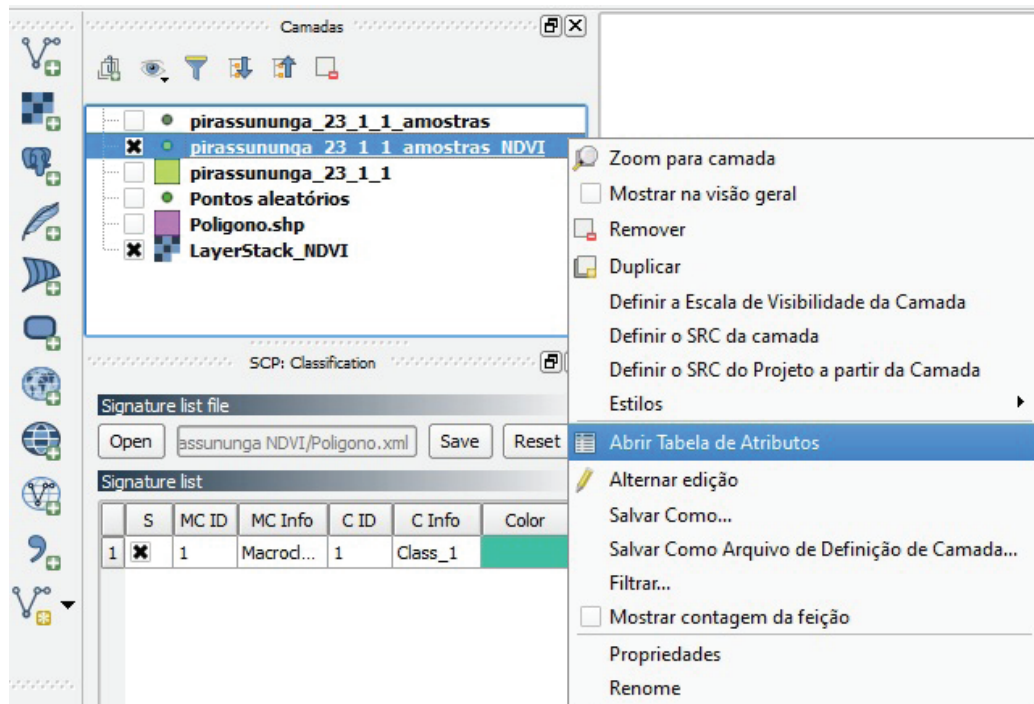 Camadas
pirassununga_23_1_1_amostras
pirassununga_23_1_1_amostras_NDVI
pirassununga_23_1_1
Pontos aleatórios
Poligono.shp
LayerStack_NDVI
Zoom para camada
Mostrar na visão geral
Remover
Duplicar
Definir a Escala de Visibilidade da Camada
Definir o SRC da camada
Definir o SRC do Projeto a partir da Camada
Estilos
Abrir Tabela de Atributos
Alternar edição
Salvar Como...
Salvar Como Arquivo de Definição de Camada...
Filtrar...
Mostrar contagem da feição
Propriedades
Renome
SCP: Classification
Signature list file
Open assununga NDVI/Poligono.xml Save Reset
Signature list
S MC ID MC Info C ID C Info Color
1 1 Macrocl... 1 Class_1